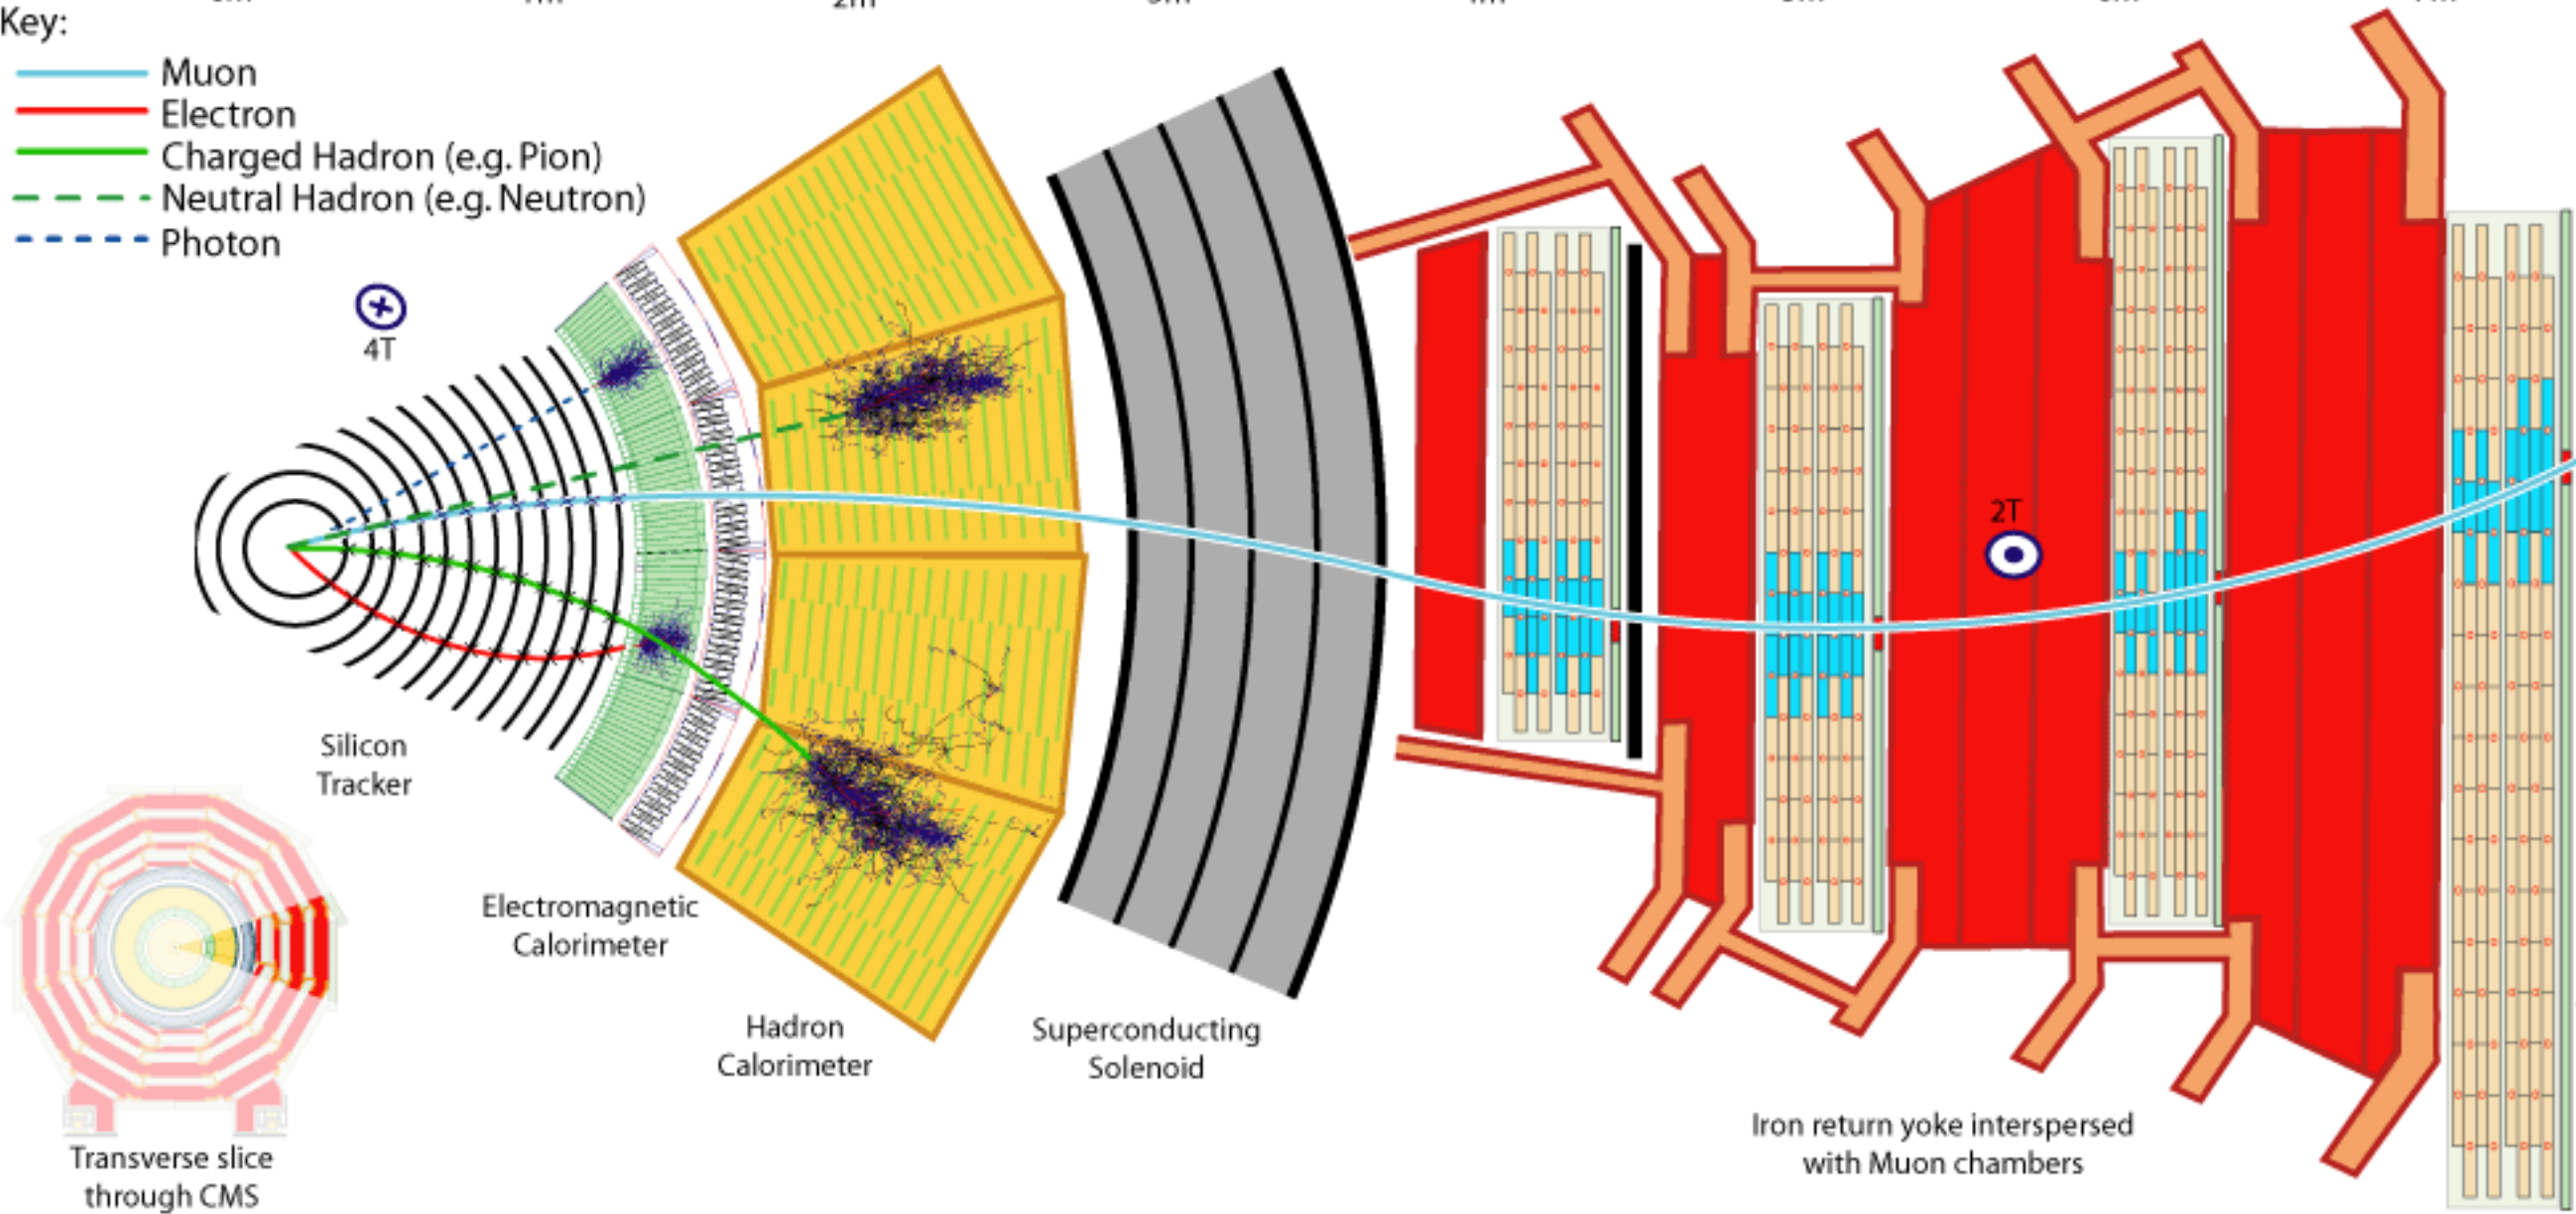 Key:
Muon
Electron
Charged Hadron (e.g. Pion)
Neutral Hadron (e.g. Neutron)
Photon
4T
2T
Silicon
Tracker
Electromagnetic
Calorimeter
Hadron
Calorimeter
Superconducting
Solenoid
Iron return yoke interspersed
with Muon chambers
Transverse slice
through CMS